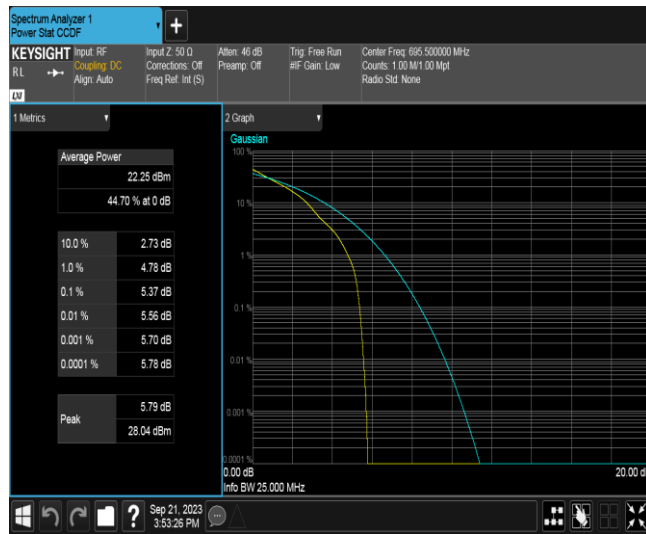 Spectrum Analyzer 1
Power Stat CCDF
+
KEYSIGHT
RL
LXI
Input: RF
Coupling: DC
Align: Auto
Input Z: 50 Ω
Corrections: Off
Freq Ref: Int (S)
Atten: 46 dB
Preamp: Off
Trig: Free Run
#IF Gain: Low
Center Freq: 695.500000 MHz
Counts: 1.00 M/1.00 Mpt
Radio Std: None
1 Metrics
Average Power
22.25 dBm
44.70 % at 0 dB
10.0 % 2.73 dB
1.0 % 4.78 dB
0.1 % 5.37 dB
0.01 % 5.56 dB
0.001 % 5.70 dB
0.0001 % 5.78 dB
Peak
5.79 dB
28.04 dBm
2 Graph
Gaussian
100 %
10 %
1 %
0.1 %
0.01 %
0.001 %
0.0001 %
0.00 dB
20.00 d
Info BW 25.000 MHz
?
Sep 21, 2023
3:53:26 PM